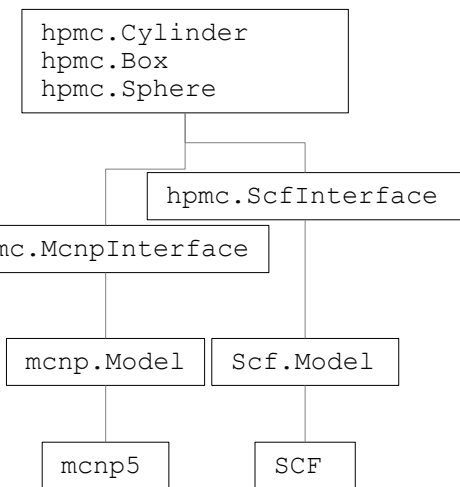 hpmc.Cylinder
hpmc.Box
hpmc.Sphere
hpmc.ScfInterface
mc.McnpInterface
mcnp.Model
Scf.Model
mcnp5
SCF